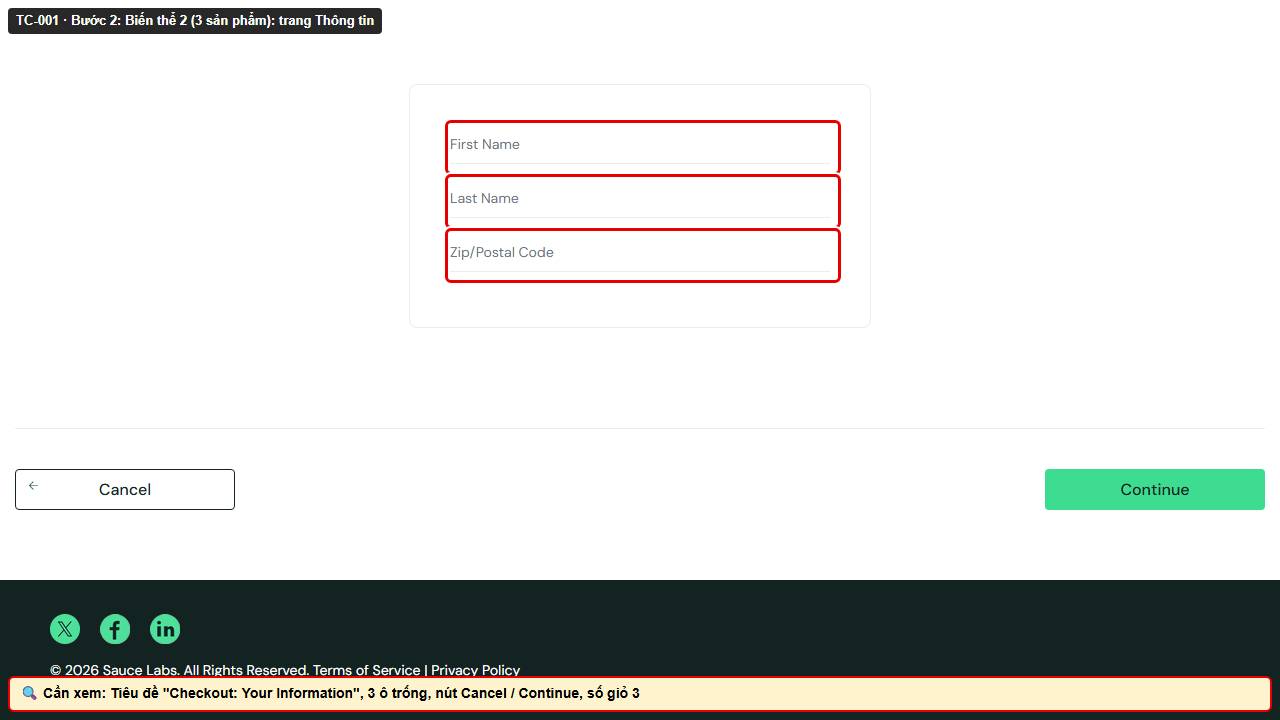 TC-001 · Bước 2: Biến thể 2 (3 sản phẩm): trang Thông tin
First Name
Last Name
Zip/Postal Code
Cancel
Continue
© 2026 Sauce Labs. All Rights Reserved. Terms of Service | Privacy Policy
Cần xem: Tiêu đề "Checkout: Your Information", 3 ô trống, nút Cancel / Continue, số giỏ 3